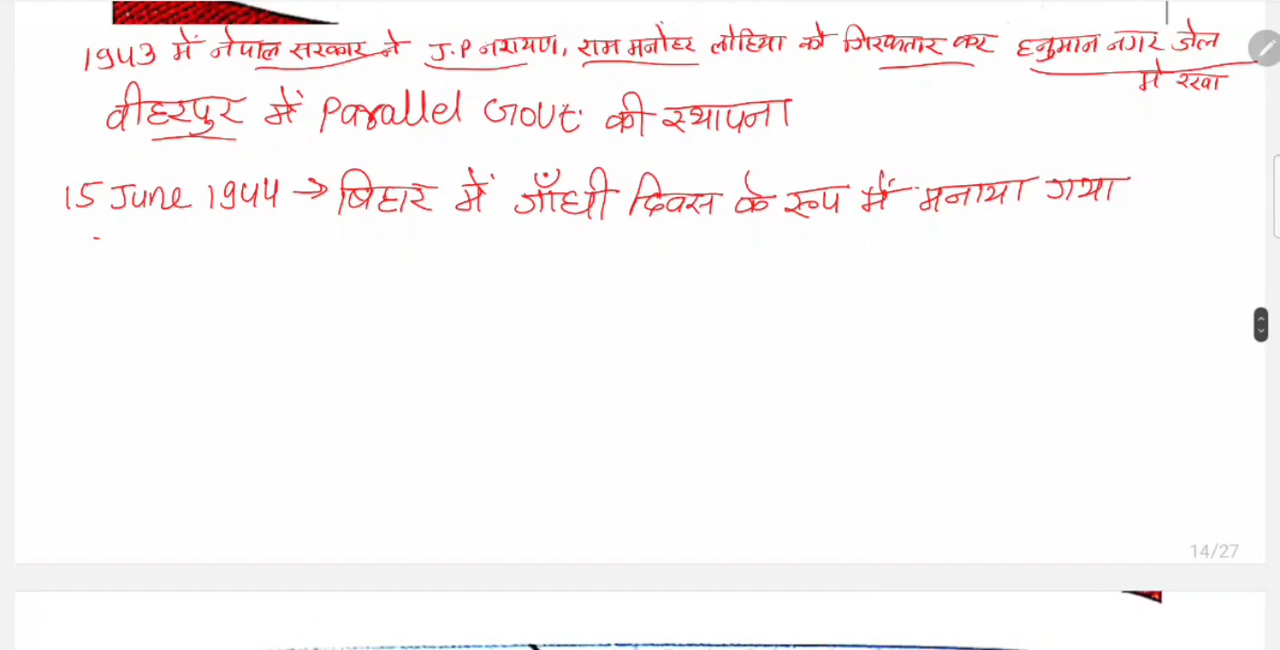 1943 में नेपाल सरकार ने J.P नारायण, राम मनोहर लोहिया को गिरफ्तार कर हनुमान नगर जेल
मे रखा
वीहरपुर में Parallel Govt. की स्थापना
15 June 1944 → बिहार में गाँधी दिवस के रूप में मनाया गया
14/27